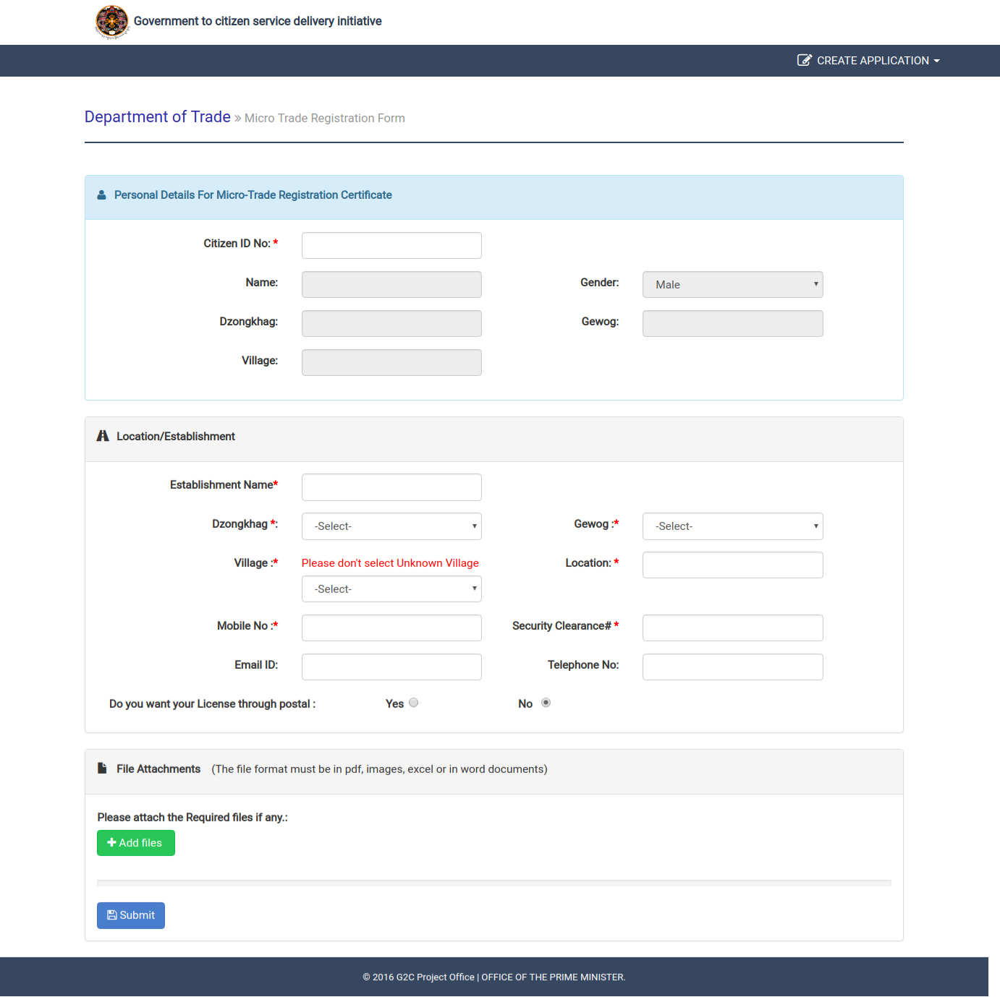 Government to citizen service delivery initiative
CREATE APPLICATION
Department of Trade » Micro Trade Registration Form
Personal Details For Micro-Trade Registration Certificate
Citizen ID No: *
Name:
Gender: Male
Dzongkhag:
Gewog:
Village:
Location/Establishment
Establishment Name*
Dzongkhag *: -Select-
Gewog :* -Select-
Village :* Please don't select Unknown Village
Location: *
-Select-
Mobile No :*
Security Clearance# *
Email ID:
Telephone No:
Do you want your License through postal : Yes No
File Attachments (The file format must be in pdf, images, excel or in word documents)
Please attach the Required files if any.:
Add files
Submit
© 2016 G2C Project Office | OFFICE OF THE PRIME MINISTER.